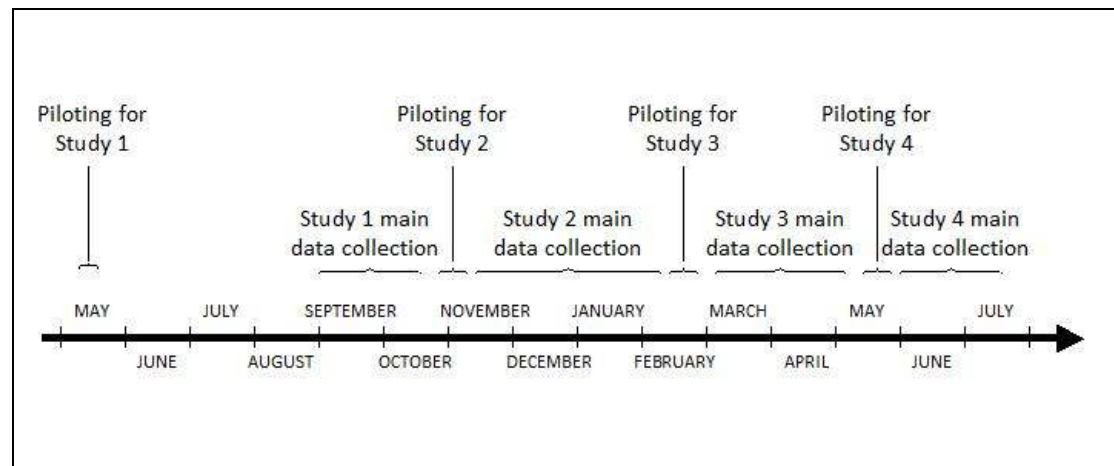 Piloting for
Study 1
Piloting for
Study 2
Piloting for
Study 3
Piloting for
Study 4
Study 1 main
data collection
Study 2 main
data collection
Study 3 main
data collection
Study 4 main
data collection
MAY
JULY
SEPTEMBER
NOVEMBER
JANUARY
MARCH
MAY
JULY
JUNE
AUGUST
OCTOBER
DECEMBER
FEBRUARY
APRIL
JUNE